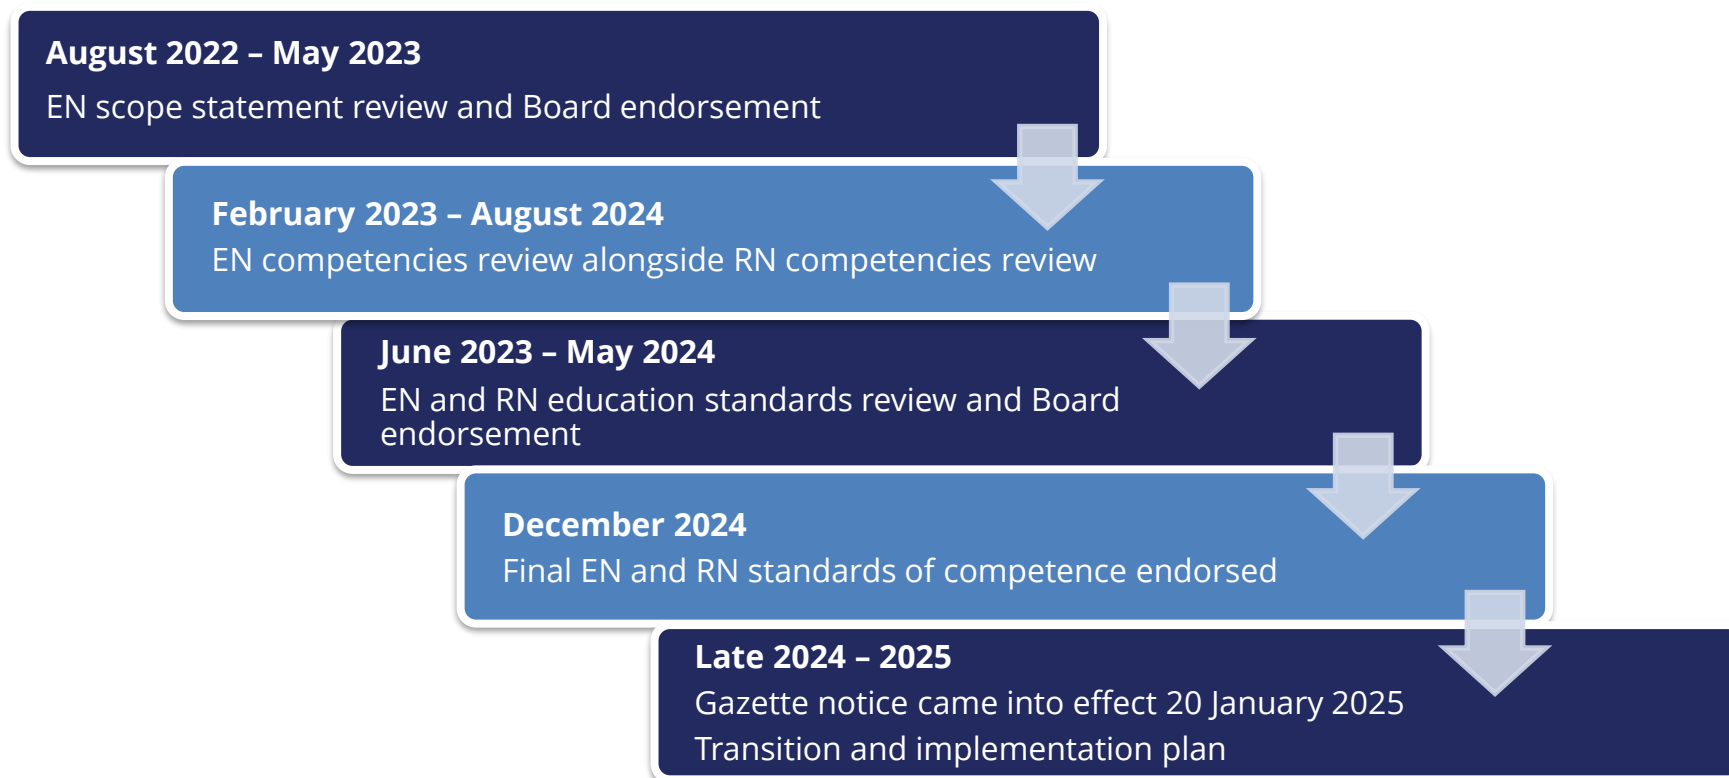 August 2022 – May 2023
EN scope statement review and Board endorsement
February 2023 – August 2024
EN competencies review alongside RN competencies review
June 2023 – May 2024
EN and RN education standards review and Board
endorsement
December 2024
Final EN and RN standards of competence endorsed
Late 2024 – 2025
Gazette notice came into effect 20 January 2025
Transition and implementation plan